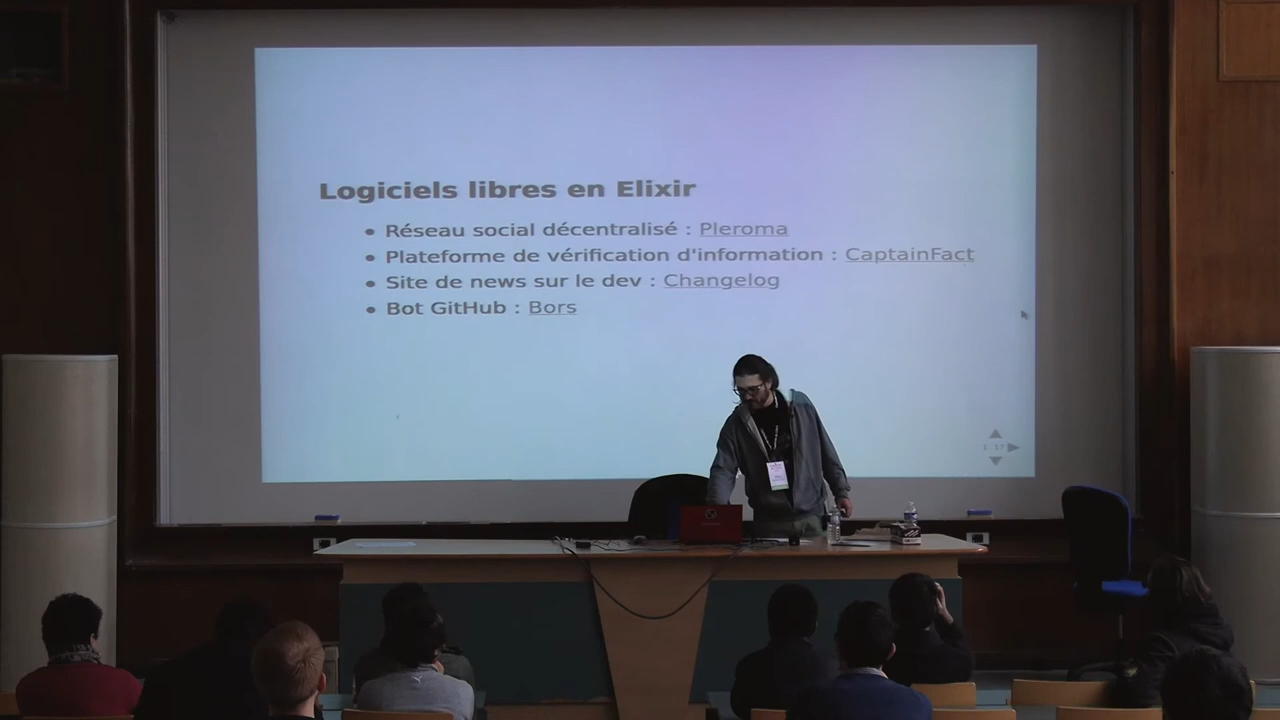 Logiciels libres en Elixir
• Réseau social décentralisé : Pleroma
• Plateforme de vérification d'information : CaptainFact
• Site de news sur le dev : Changelog
• Bot GitHub : Bors